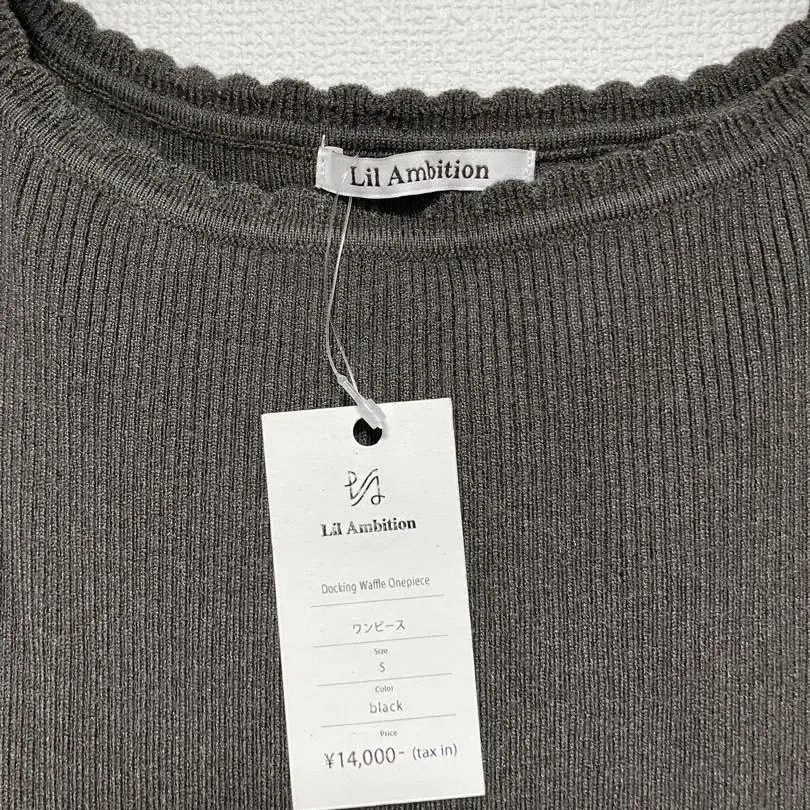 Lil Ambition
Lil Ambition
Docking Waffle Onepiece
ワンピース
Size
S
Color
black
Price
¥14,000- (tax in)